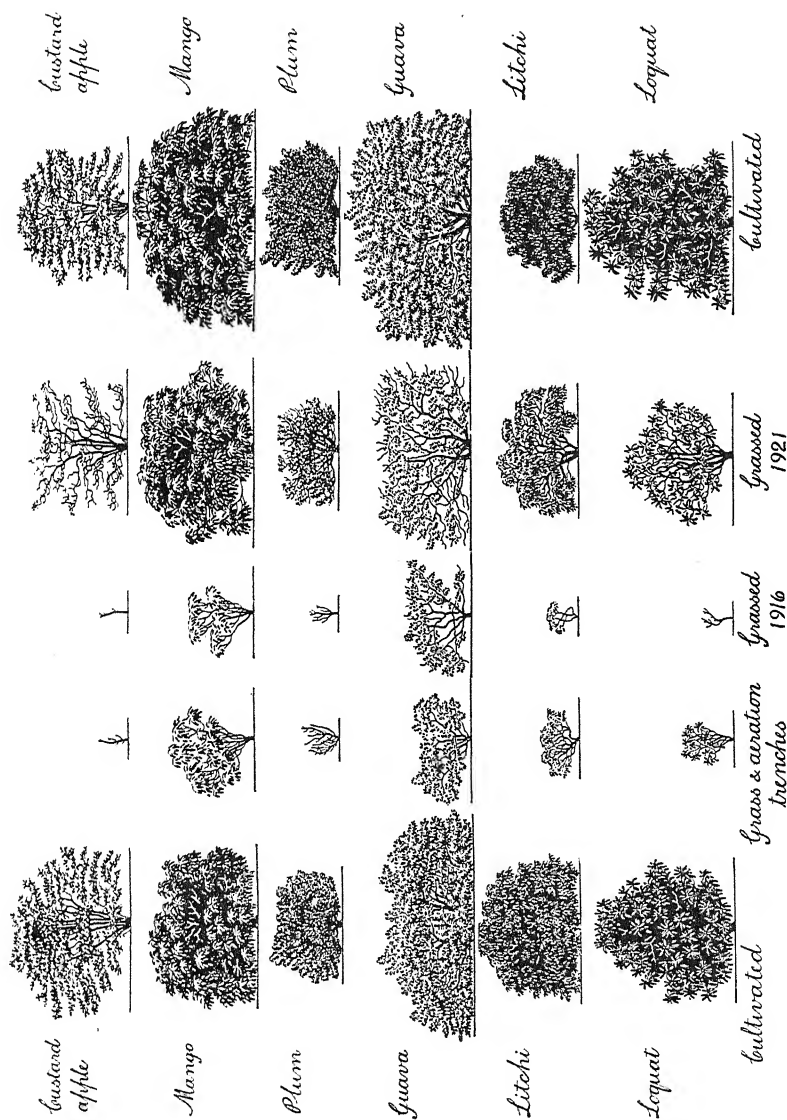 Custard
apple
Custard
apple
Mango
Mango
Plum
Plum
Guava
Guava
Litchi
Litchi
Loquat
Loquat
Cultivated
Grass & aeration
trenches
Grassed
1916
Grassed
1921
Cultivated